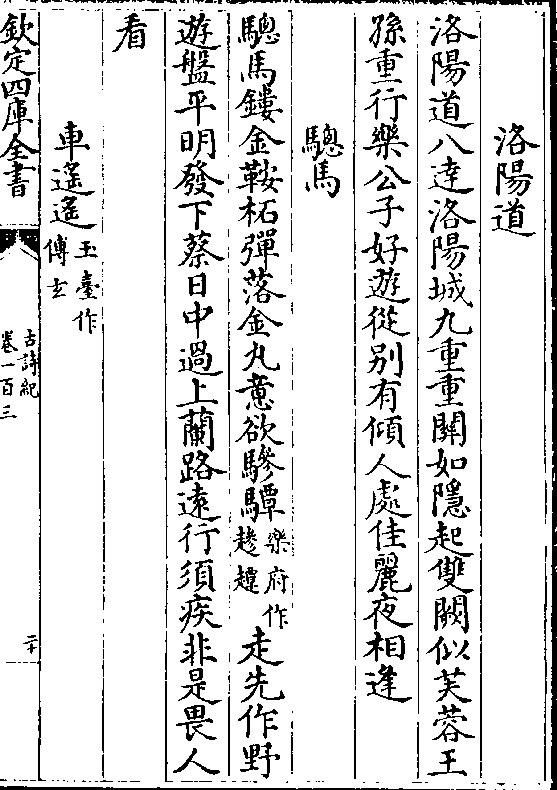 洛陽道
洛陽道八達洛陽城九重重關如隱起雙闕似芙蓉王
孫重行樂公子好遊從别有傾人處佳麗夜相逢
驄馬
驄馬鏤金鞍柘彈落金丸意欲驂驔樂府作趁趕走先作野
遊盤平明發下蔡日中過上蘭路遠行須疾非是畏人
看
車遥遥玉臺作傅玄
欽定四庫全書
古詩紀
卷一百三
二十